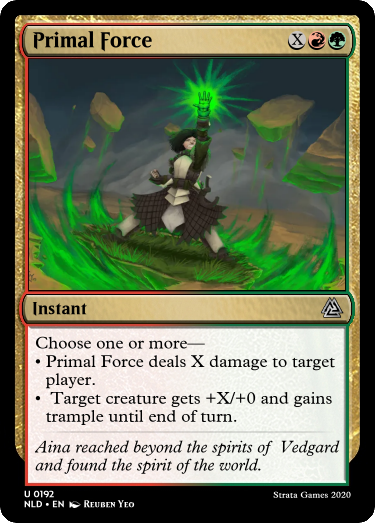 Primal Force X
Instant
Choose one or more—
• Primal Force deals X damage to target
player.
• Target creature gets +X/+0 and gains
trample until end of turn.
Aina reached beyond the spirits of Vedgard
and found the spirit of the world.
U 0192
NLD • EN Reuben Yeo
Strata Games 2020